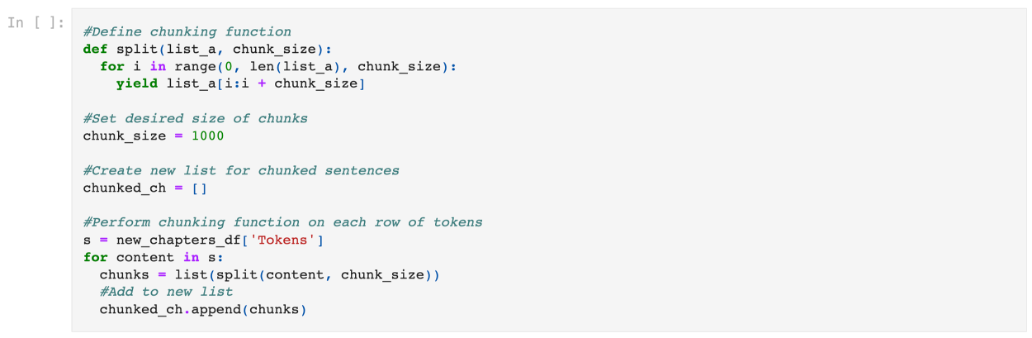 In [ ]:
#Define chunking function
def split(list_a, chunk_size):
  for i in range(0, len(list_a), chunk_size):
    yield list_a[i:i + chunk_size]

#Set desired size of chunks
chunk_size = 1000

#Create new list for chunked sentences
chunked_ch = []

#Perform chunking function on each row of tokens
s = new_chapters_df['Tokens']
for content in s:
  chunks = list(split(content, chunk_size))
  #Add to new list
  chunked_ch.append(chunks)